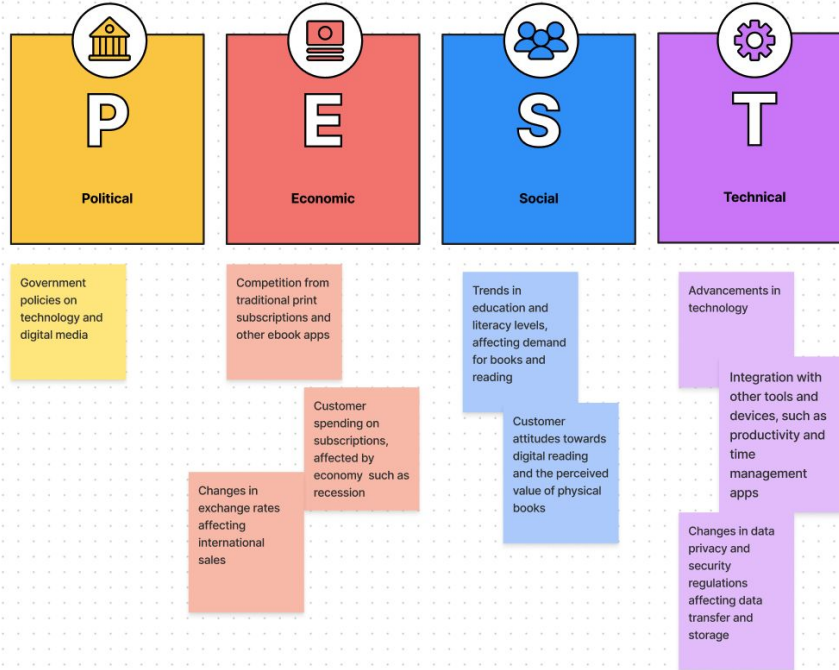 P
Political
E
Economic
S
Social
T
Technical
Government
policies on
technology and
digital media
Competition from
traditional print
subscriptions and
other ebook apps
Customer
spending on
subscriptions,
affected by
economy such as
recession
Changes in
exchange rates
affecting
international
sales
Trends in
education and
literacy levels,
affecting demand
for books and
reading
Customer
attitudes towards
digital reading
and the perceived
value of physical
books
Advancements in
technology
Integration with
other tools and
devices, such as
productivity and
time
management
apps
Changes in data
privacy and
security
regulations
affecting data
transfer and
storage